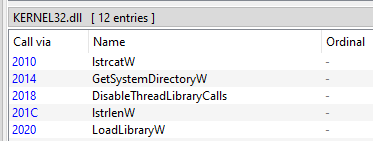 KERNEL32.dll [ 12 entries ]
Call via Name Ordinal
2010 lstrcatW -
2014 GetSystemDirectoryW -
2018 DisableThreadLibraryCalls -
201C lstrlenW -
2020 LoadLibraryW -